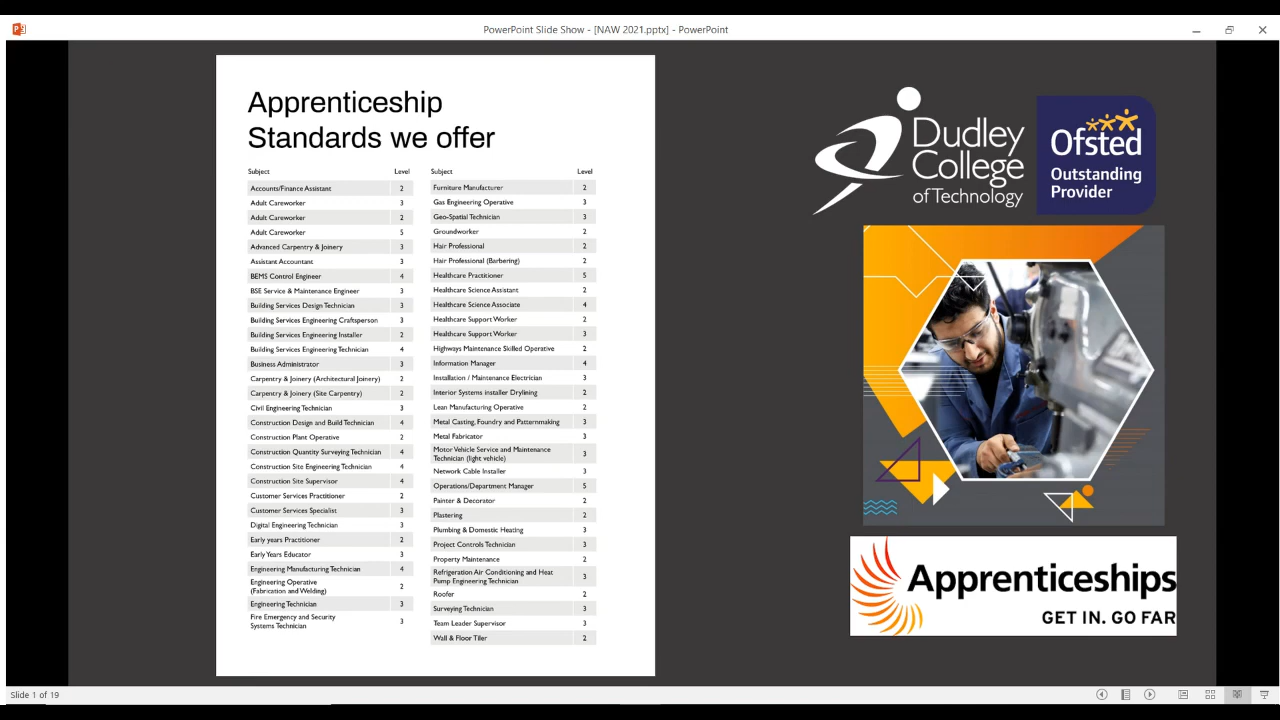 PowerPoint Slide Show - [NAW 2021.pptx] - PowerPoint
Apprenticeship
Standards we offer
Subject Level
Accounts/Finance Assistant 2
Adult Careworker 3
Adult Careworker 2
Adult Careworker 5
Advanced Carpentry & Joinery 3
Assistant Accountant 3
BEMS Control Engineer 4
BSE Service & Maintenance Engineer 3
Building Services Design Technician 3
Building Services Engineering Craftsperson 3
Building Services Engineering Installer 2
Building Services Engineering Technician 4
Business Administrator 3
Carpentry & Joinery (Architectural Joinery) 2
Carpentry & Joinery (Site Carpentry) 2
Civil Engineering Technician 3
Construction Design and Build Technician 4
Construction Plant Operative 2
Construction Quantity Surveying Technician 4
Construction Site Engineering Technician 4
Construction Site Supervisor 4
Customer Services Practitioner 2
Customer Services Specialist 3
Digital Engineering Technician 3
Early years Practitioner 2
Early Years Educator 3
Engineering Manufacturing Technician 4
Engineering Operative
(Fabrication and Welding) 2
Engineering Technician 3
Fire Emergency and Security
Systems Technician 3
Subject Level
Furniture Manufacturer 2
Gas Engineering Operative 3
Geo-Spatial Technician 3
Groundworker 2
Hair Professional 2
Hair Professional (Barbering) 2
Healthcare Practitioner 5
Healthcare Science Assistant 2
Healthcare Science Associate 4
Healthcare Support Worker 2
Healthcare Support Worker 3
Highways Maintenance Skilled Operative 2
Information Manager 4
Installation / Maintenance Electrician 3
Interior Systems installer Drylining 2
Lean Manufacturing Operative 2
Metal Casting, Foundry and Patternmaking 3
Metal Fabricator 3
Motor Vehicle Service and Maintenance
Technician (light vehicle) 3
Network Cable Installer 3
Operations/Department Manager 5
Painter & Decorator 2
Plastering 2
Plumbing & Domestic Heating 3
Project Controls Technician 3
Property Maintenance 2
Refrigeration Air Conditioning and Heat
Pump Engineering Technician 3
Roofer 2
Surveying Technician 3
Team Leader Supervisor 3
Wall & Floor Tiler 2
Dudley
College
of Technology
Ofsted
Outstanding
Provider
Apprenticeships
GET IN. GO FAR
Slide 1 of 19